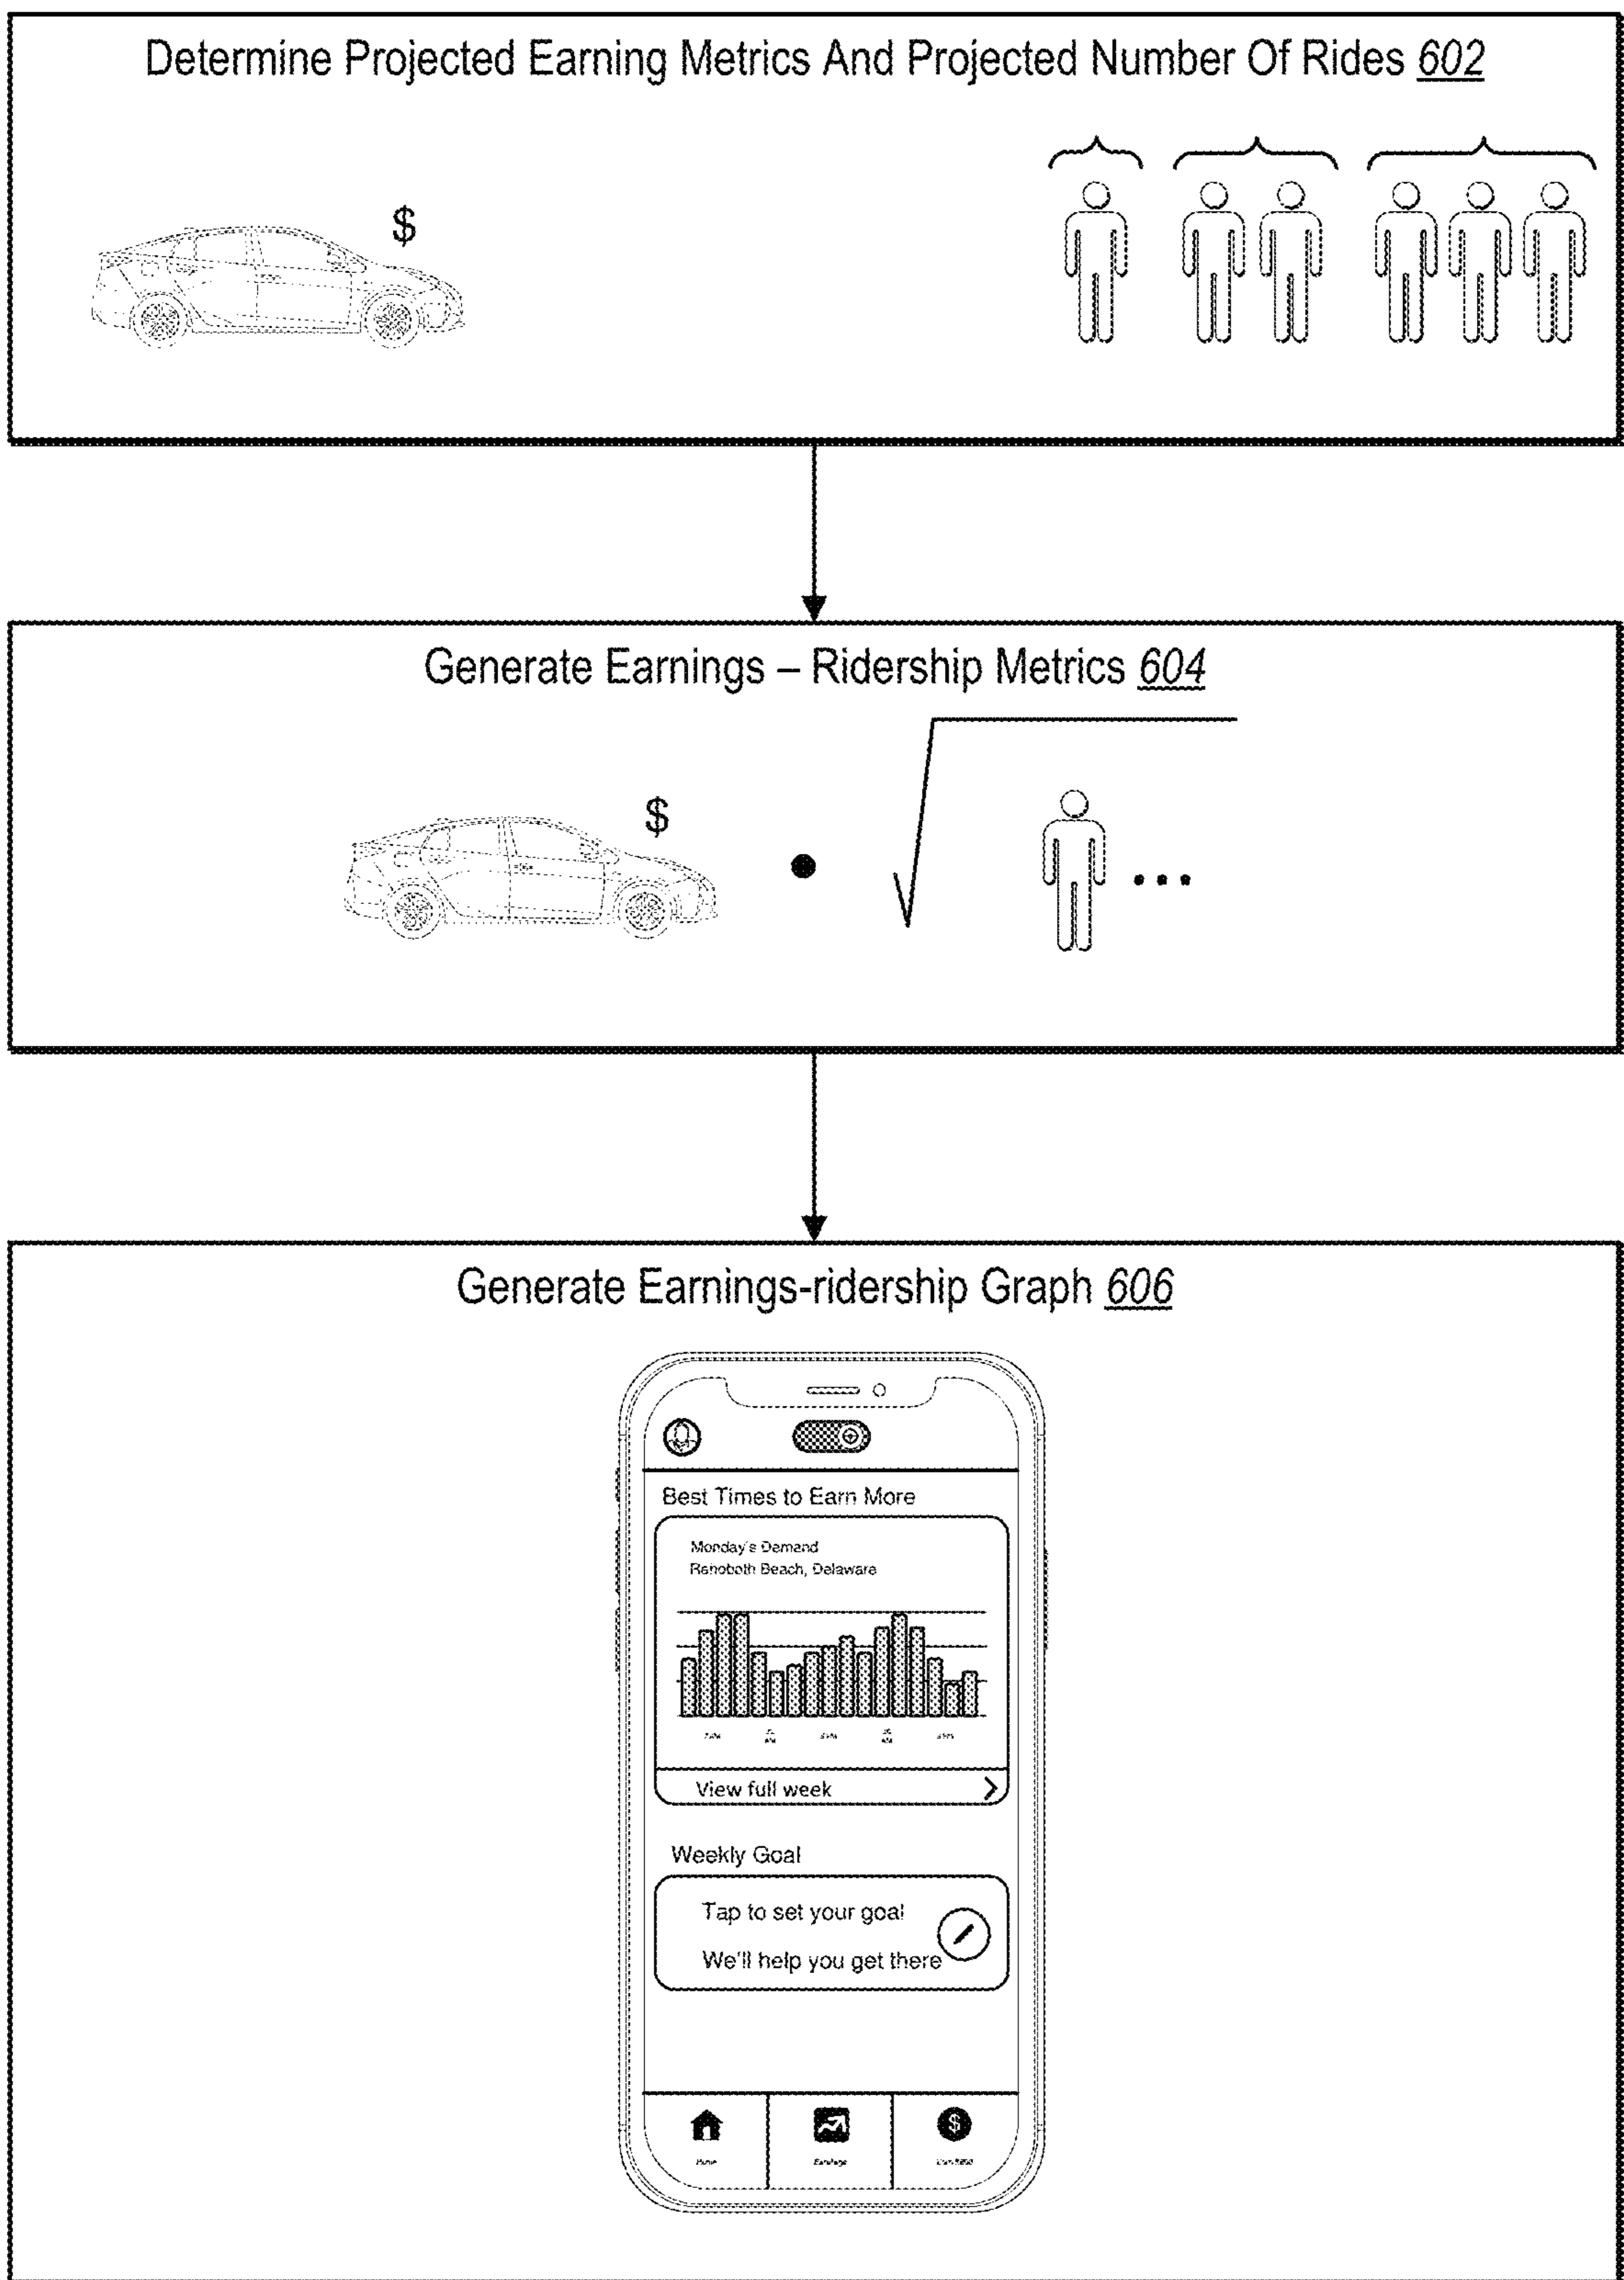 Determine Projected Earning Metrics And Projected Number Of Rides 602
$
Generate Earnings – Ridership Metrics 604
$
Generate Earnings-ridership Graph 606
Best Times to Earn More
Monday's Demand
Rehoboth Beach, Delaware
View full week
Weekly Goal
Tap to set your goal
We'll help you get there
$
Home
Earnings